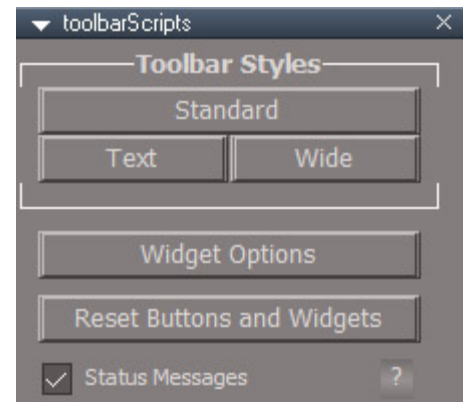 toolbarScripts
Toolbar Styles
Standard
Text Wide
Widget Options
Reset Buttons and Widgets
Status Messages ?